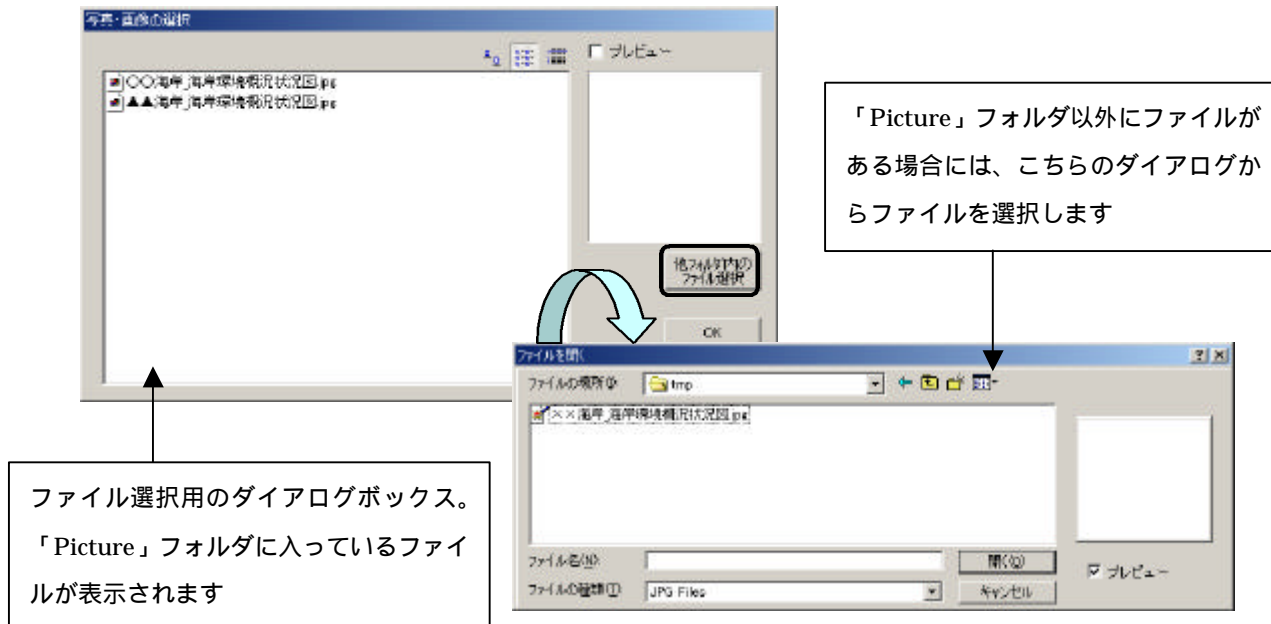 写真・画像の選択
プレビュー
○○海岸_海岸環境概況状況図.jpg
▲▲海岸_海岸環境概況状況図.jpg
他フォルダ内の
ファイル選択
OK
「Picture」フォルダ以外にファイルが
ある場合には、こちらのダイアログか
らファイルを選択します
ファイルを開く
ファイルの場所(I):
tmp
××海岸_海岸環境概況状況図.jpg
ファイル名(N):
開く(O)
プレビュー
ファイルの種類(T):
JPG Files
キャンセル
ファイル選択用のダイアログボックス。
「Picture」フォルダに入っているファイ
ルが表示されます